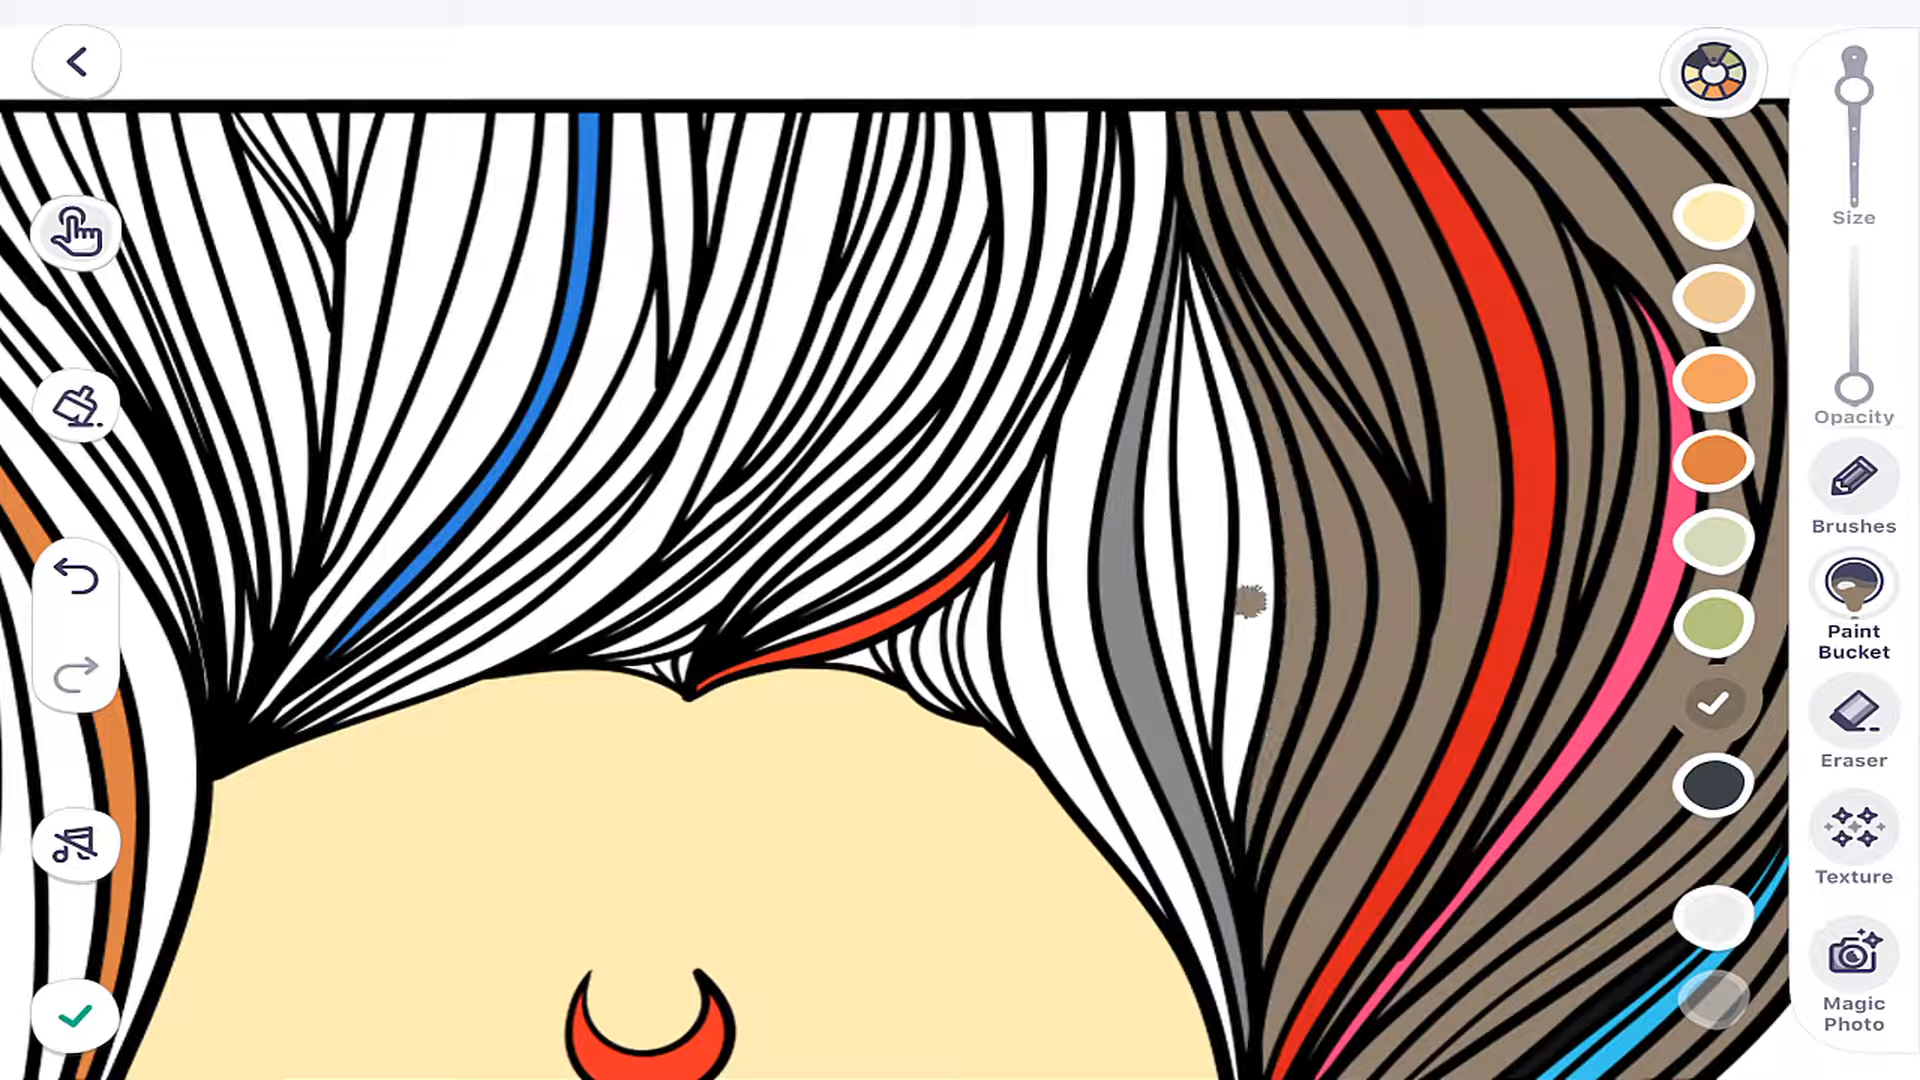 Size
Opacity
Brushes
Paint
Bucket
Eraser
Texture
Magic
Photo